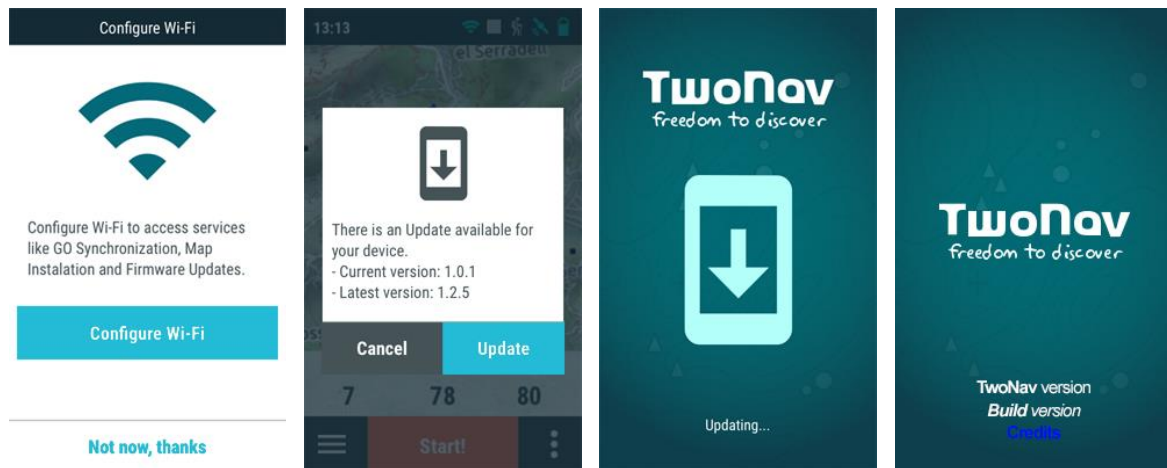 Configure Wi-Fi
Configure Wi-Fi to access services
like GO Synchronization, Map
Instalation and Firmware Updates.
Configure Wi-Fi
Not now, thanks
13:13
el Serradell
There is an Update available for
your device.
- Current version: 1.0.1
- Latest version: 1.2.5
Cancel
Update
7 78 80
Start!
TwoNav
freedom to discover
Updating...
TwoNav
freedom to discover
TwoNav version
Build version
Credits